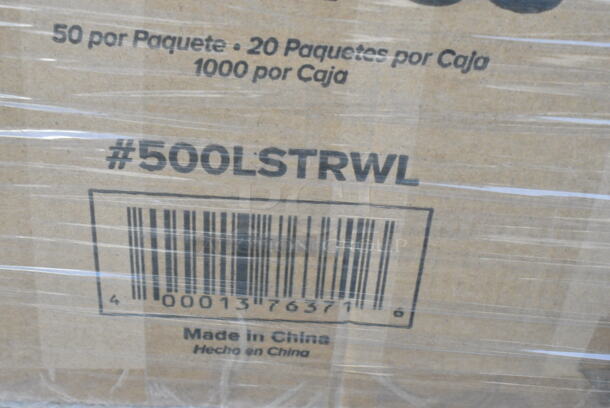 50 por Paquete • 20 Paquetes por Caja
1000 por Caja
#500LSTRWL
4 00013 76371 6
Made in China
Hecho en China